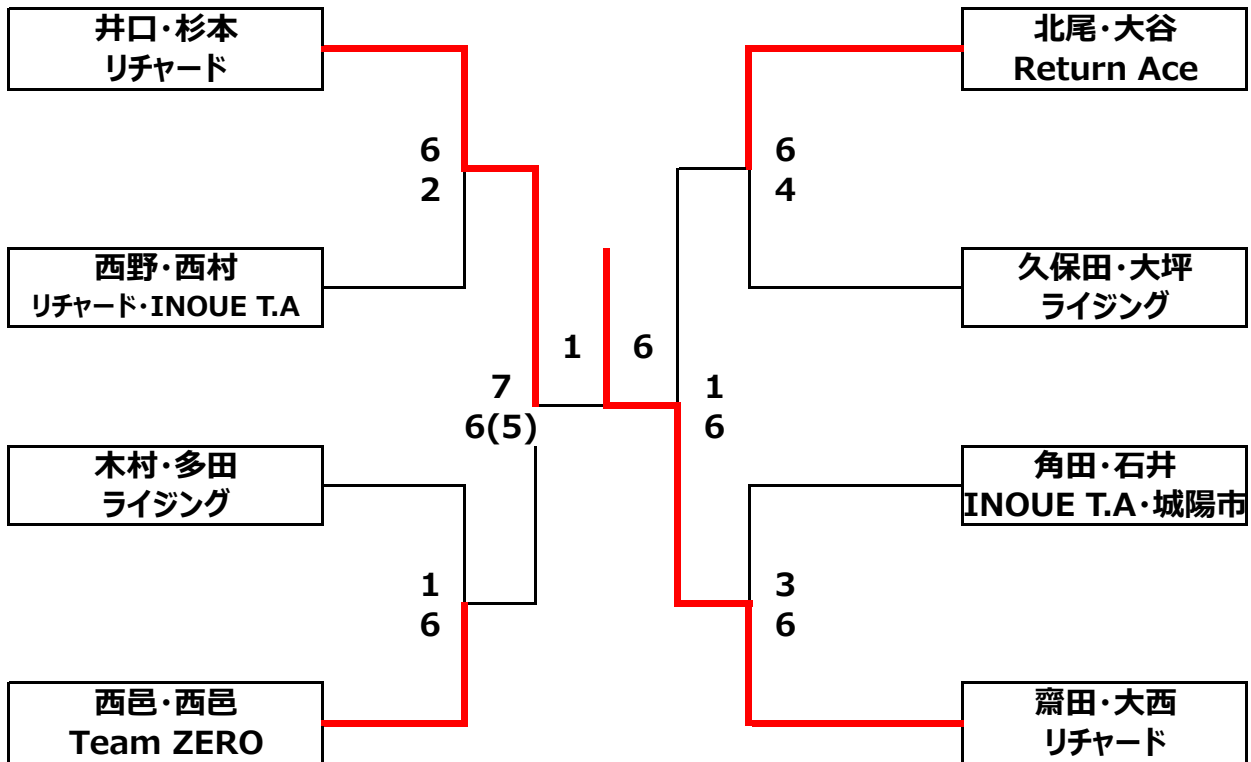 井口・杉本
リチャード
北尾・大谷
Return Ace
6
2
6
4
西野・西村
リチャード・INOUE T.A
久保田・大坪
ライジング
1
6
7
6(5)
1
6
木村・多田
ライジング
角田・石井
INOUE T.A・城陽市
1
6
3
6
西邑・西邑
Team ZERO
齋田・大西
リチャード